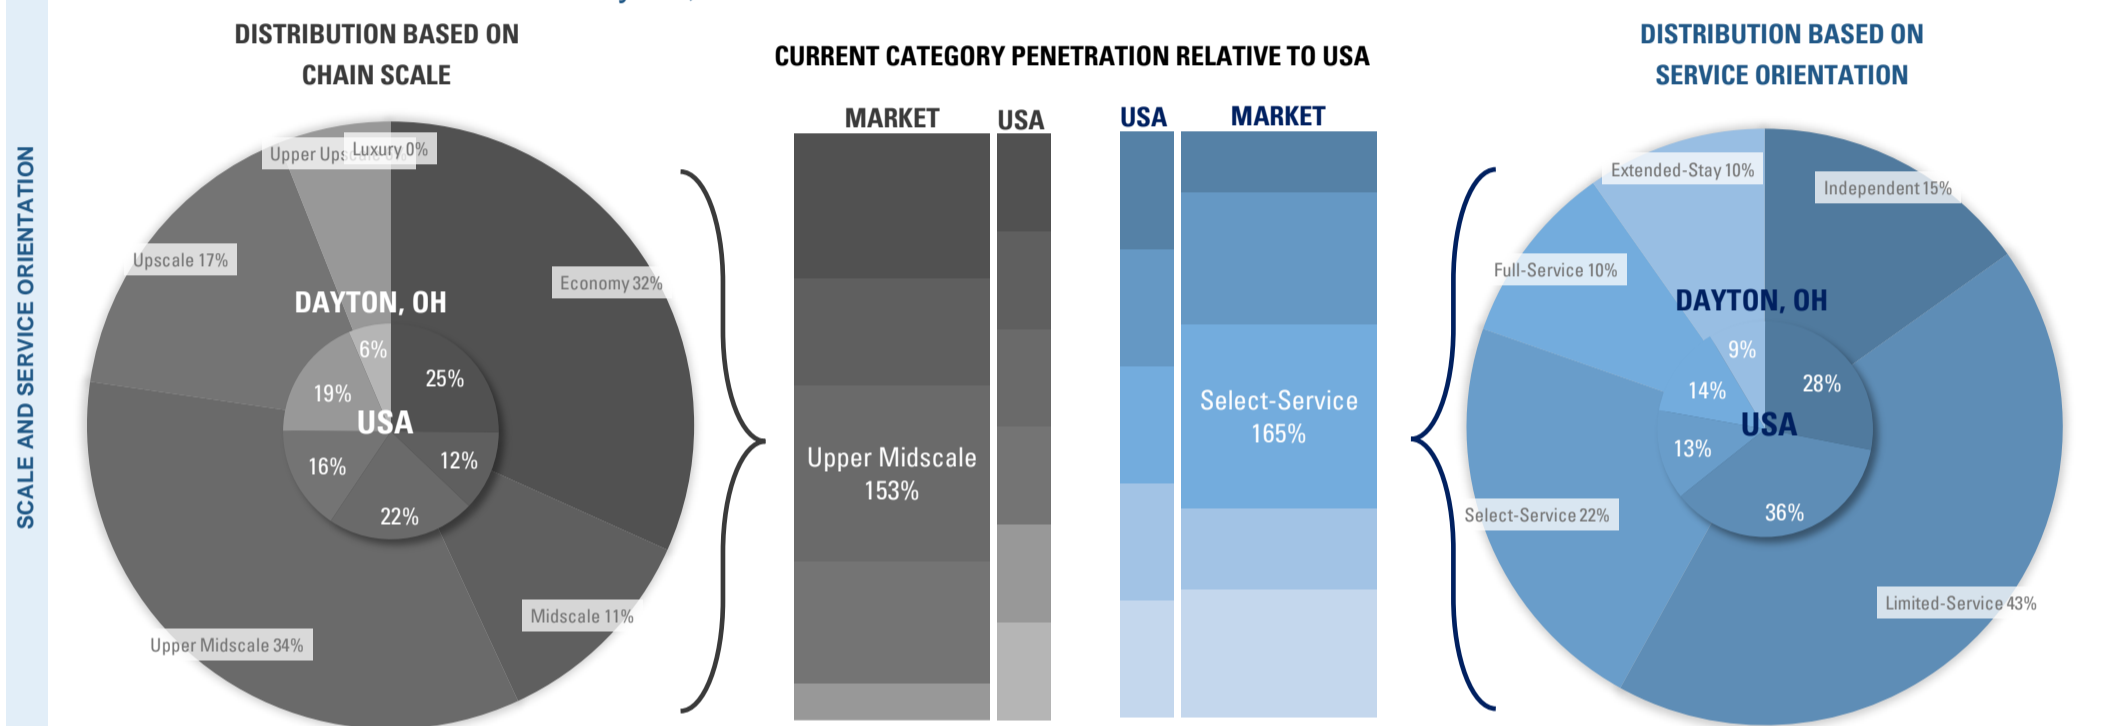 SCALE AND SERVICE ORIENTATION
DISTRIBUTION BASED ON
CHAIN SCALE
Upper Ups
Luxury 0%
Upscale 17%
Economy 32%
DAYTON, OH
6%
25%
19%
USA
12%
16%
22%
Midscale 11%
Upper Midscale 34%
CURRENT CATEGORY PENETRATION RELATIVE TO USA
MARKET
USA
Upper Midscale
153%
USA
MARKET
Select-Service
165%
DISTRIBUTION BASED ON
SERVICE ORIENTATION
Extended-Stay 10%
Independent 15%
Full-Service 10%
DAYTON, OH
9%
28%
14%
USA
13%
36%
Select-Service 22%
Limited-Service 43%